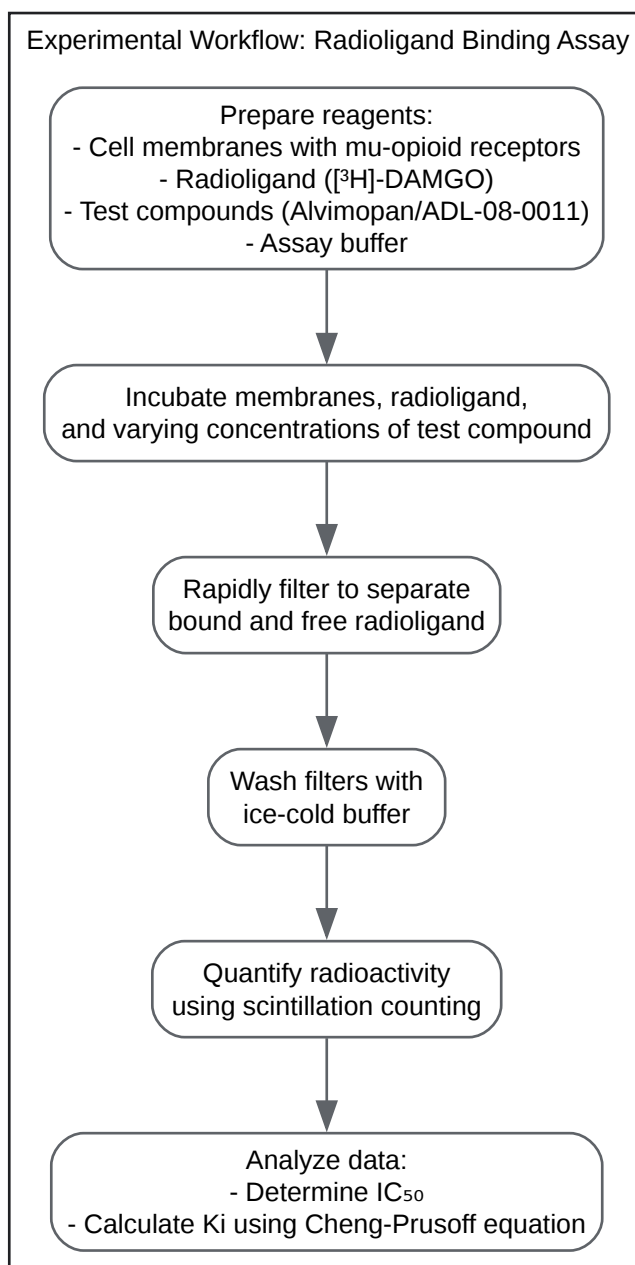 Experimental Workflow: Radioligand Binding Assay
Prepare reagents:
- Cell membranes with mu-opioid receptors
- Radioligand ([³H]-DAMGO)
- Test compounds (Alvimopan/ADL-08-0011)
- Assay buffer
Incubate membranes, radioligand,
and varying concentrations of test compound
Rapidly filter to separate
bound and free radioligand
Wash filters with
ice-cold buffer
Quantify radioactivity
using scintillation counting
Analyze data:
- Determine IC₅₀
- Calculate Ki using Cheng-Prusoff equation